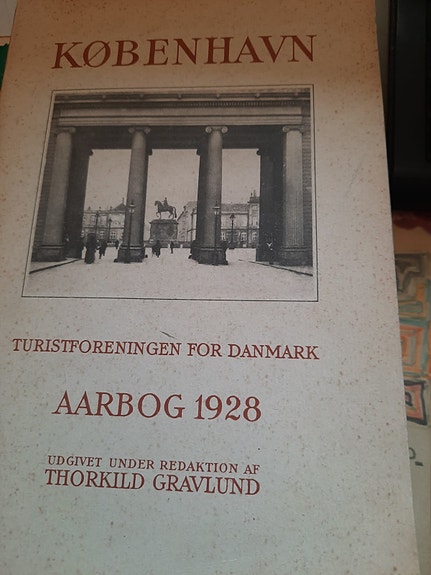 KØBENHAVN
TURISTFORENINGEN FOR DANMARK
AARBOG 1928
UDGIVET UNDER REDAKTION AF
THORKILD GRAVLUND